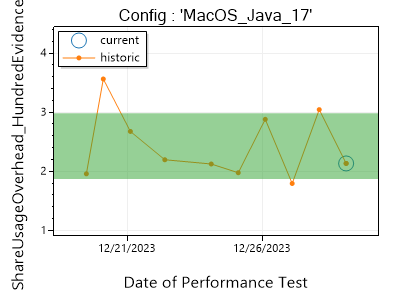 Config : 'MacOS_Java_17'
current
historic
ShareUsageOverhead_HundredEvidence
4
3
2
1
12/21/2023
12/26/2023
Date of Performance Test